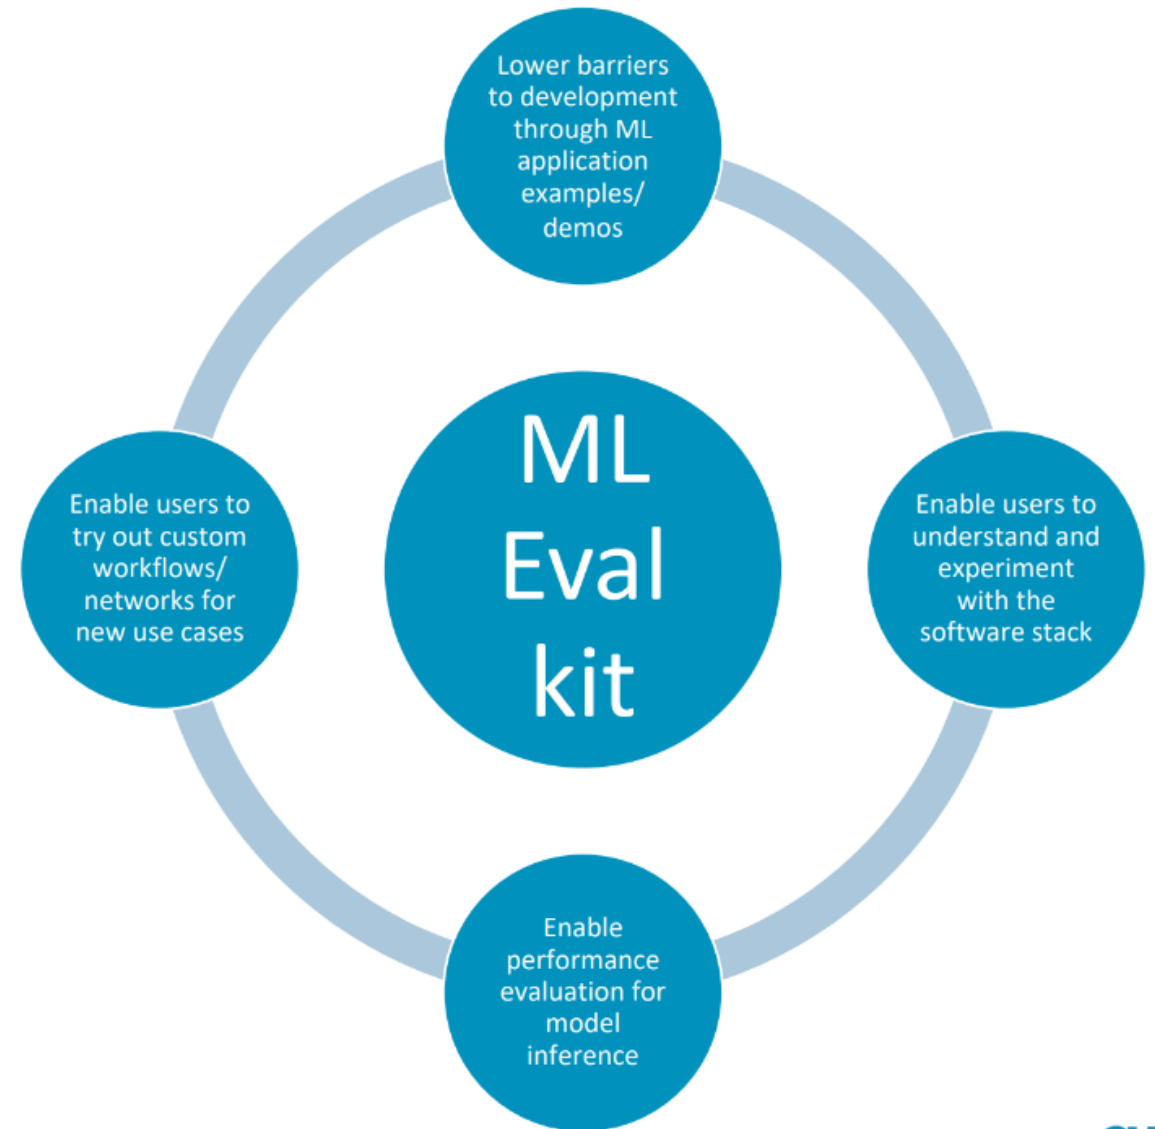 Lower barriers
to development
through ML
application
examples/
demos
ML
Eval
kit
Enable users to
try out custom
workflows/
networks for
new use cases
Enable users to
understand and
experiment
with the
software stack
Enable
performance
evaluation for
model
inference